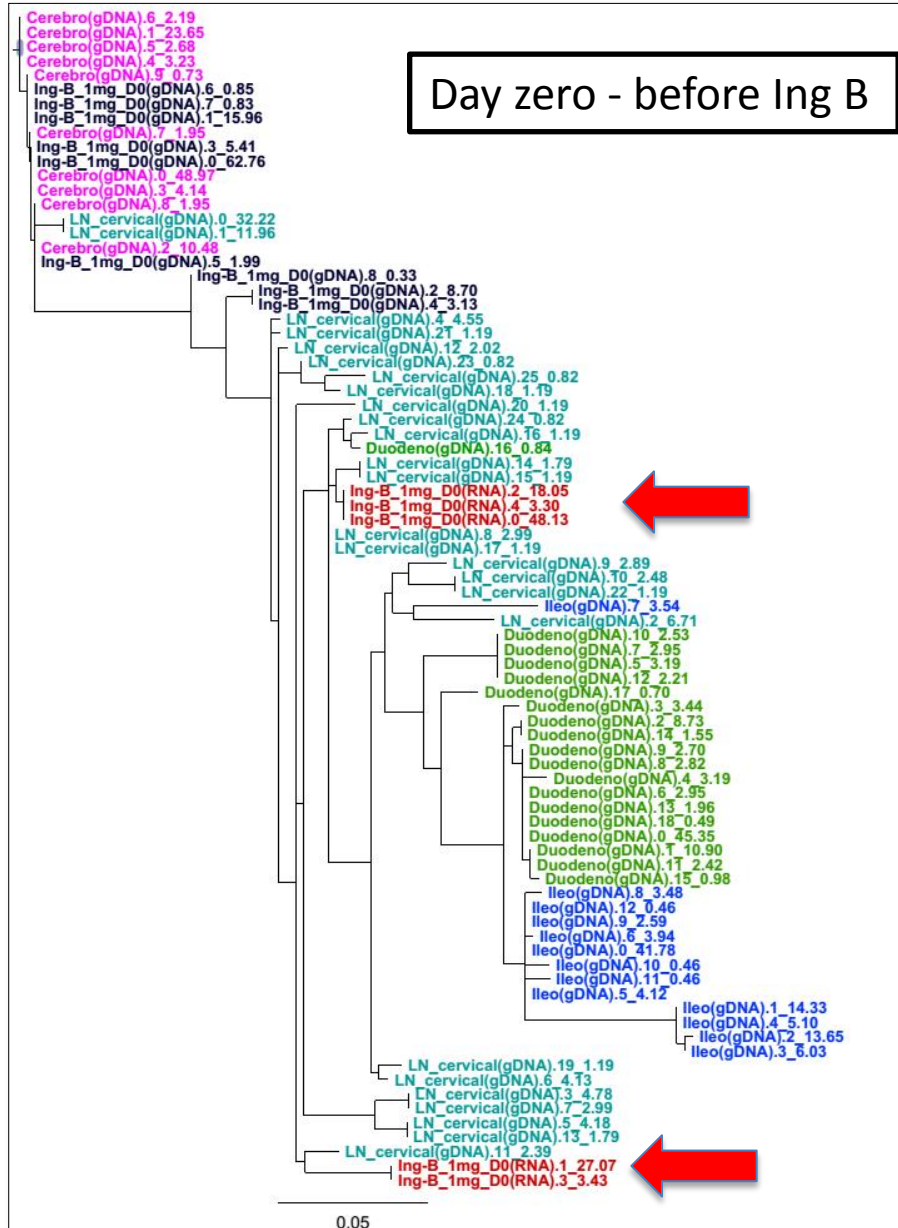 Cerebro(gDNA).6_2.19
Cerebro(gDNA).1_23.65
Cerebro(gDNA).5_2.68
Cerebro(gDNA).4_3.23
Cerebro(gDNA).9_0.73
Ing-B_1mg_D0(gDNA).6_0.85
Ing-B_1mg_D0(gDNA).7_0.83
Ing-B_1mg_D0(gDNA).1_15.96
Cerebro(gDNA).7_1.95
Ing-B_1mg_D0(gDNA).3_5.41
Ing-B_1mg_D0(gDNA).0_62.76
Cerebro(gDNA).0_48.97
Cerebro(gDNA).3_4.14
Cerebro(gDNA).8_1.95
LN_cervical(gDNA).0_32.22
LN_cervical(gDNA).1_11.96
Cerebro(gDNA).2_10.48
Ing-B_1mg_D0(gDNA).5_1.99
Ing-B_1mg_D0(gDNA).8_0.33
Ing-B_1mg_D0(gDNA).2_8.70
Ing-B_1mg_D0(gDNA).4_3.13
LN_cervical(gDNA).4_4.55
LN_cervical(gDNA).21_1.19
LN_cervical(gDNA).12_2.02
LN_cervical(gDNA).23_0.82
LN_cervical(gDNA).25_0.82
LN_cervical(gDNA).18_1.19
LN_cervical(gDNA).20_1.19
LN_cervical(gDNA).24_0.82
LN_cervical(gDNA).16_1.19
Duodeno(gDNA).16_0.84
LN_cervical(gDNA).14_1.79
LN_cervical(gDNA).15_1.19
Ing-B_1mg_D0(RNA).2_18.05
Ing-B_1mg_D0(RNA).4_3.30
Ing-B_1mg_D0(RNA).0_48.13
LN_cervical(gDNA).8_2.99
LN_cervical(gDNA).17_1.19
LN_cervical(gDNA).9_2.89
LN_cervical(gDNA).10_2.48
LN_cervical(gDNA).22_1.19
Ileo(gDNA).7_3.54
LN_cervical(gDNA).2_6.71
Duodeno(gDNA).10_2.53
Duodeno(gDNA).7_2.95
Duodeno(gDNA).5_3.19
Duodeno(gDNA).12_2.21
Duodeno(gDNA).17_0.70
Duodeno(gDNA).3_3.44
Duodeno(gDNA).2_8.73
Duodeno(gDNA).14_1.55
Duodeno(gDNA).9_2.70
Duodeno(gDNA).8_2.82
Duodeno(gDNA).4_3.19
Duodeno(gDNA).6_2.95
Duodeno(gDNA).13_1.96
Duodeno(gDNA).18_0.49
Duodeno(gDNA).0_45.35
Duodeno(gDNA).1_10.90
Duodeno(gDNA).11_2.42
Duodeno(gDNA).15_0.98
Ileo(gDNA).8_3.48
Ileo(gDNA).12_0.46
Ileo(gDNA).9_2.59
Ileo(gDNA).6_3.94
Ileo(gDNA).0_41.78
Ileo(gDNA).10_0.46
Ileo(gDNA).11_0.46
Ileo(gDNA).5_4.12
Ileo(gDNA).1_14.33
Ileo(gDNA).4_5.10
Ileo(gDNA).2_13.65
Ileo(gDNA).3_6.03
LN_cervical(gDNA).19_1.19
LN_cervical(gDNA).6_4.13
LN_cervical(gDNA).3_4.78
LN_cervical(gDNA).7_2.99
LN_cervical(gDNA).5_4.18
LN_cervical(gDNA).13_1.79
LN_cervical(gDNA).11_2.39
Ing-B_1mg_D0(RNA).1_27.07
Ing-B_1mg_D0(RNA).3_3.43
0.05
Day zero - before Ing B